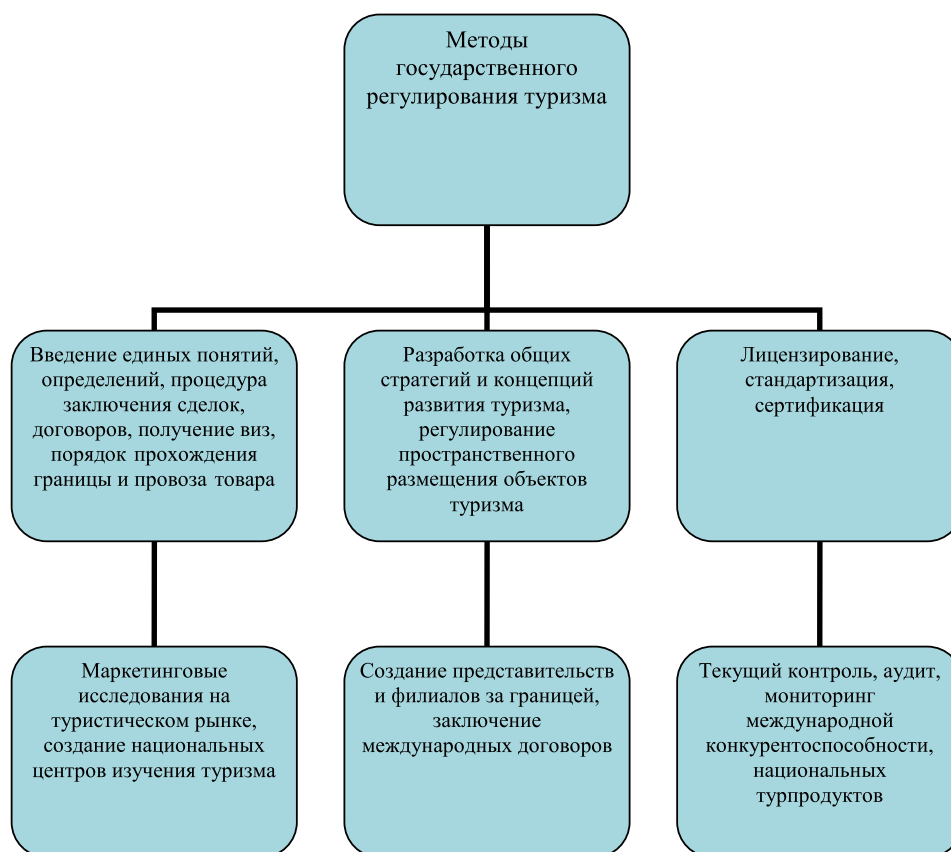 Методы
государственного
регулирования туризма
Введение единых понятий,
определений, процедура
заключения сделок,
договоров, получение виз,
порядок прохождения
границы и провоза товара
Разработка общих
стратегий и концепций
развития туризма,
регулирование
пространственного
размещения объектов
туризма
Лицензирование,
стандартизация,
сертификация
Маркетинговые
исследования на
туристическом рынке,
создание национальных
центров изучения туризма
Создание представительств
и филиалов за границей,
заключение
международных договоров
Текущий контроль, аудит,
мониторинг
международной
конкурентоспособности,
национальных
турпродуктов